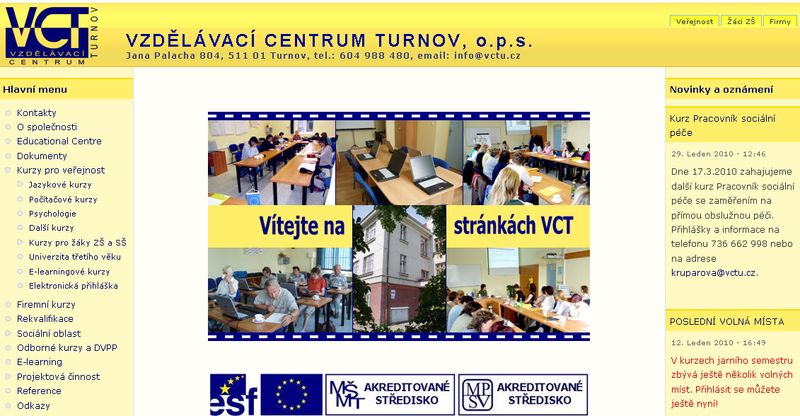 VCT
VZDĚLÁVACÍ
CENTRUM
TURNOV
VZDĚLÁVACÍ CENTRUM TURNOV, o.p.s.
Jana Palacha 804, 511 01 Turnov, tel.: 604 988 480, email: info@vctu.cz
Veřejnost
Žáci ZŠ
Firmy
Hlavní menu
Kontakty
O společnosti
Educational Centre
Dokumenty
Kurzy pro veřejnost
Jazykové kurzy
Počítačové kurzy
Psychologie
Další kurzy
Kurzy pro žáky ZŠ a SŠ
Univerzita třetího věku
E-learningové kurzy
Elektronická přihláška
Firemní kurzy
Rekvalifikace
Sociální oblast
Odborné kurzy a DVPP
E-learning
Projektová činnost
Reference
Odkazy
Vítejte na
stránkách VCT
esf
MŠMT
AKREDITOVANÉ
STŘEDISKO
MPSV
AKREDITOVANÉ
STŘEDISKO
Novinky a oznámení
Kurz Pracovník sociální
péče
29. Leden 2010 - 12:46
Dne 17.3.2010 zahajujeme
další kurz Pracovník sociální
péče se zaměřením na
přímou obslužnou péči.
Přihlášky a informace na
telefonu 736 662 998 nebo
na adrese
kruparova@vctu.cz.
POSLEDNÍ VOLNÁ MÍSTA
12. Leden 2010 - 16:49
V kurzech jarního semestru
zbývá ještě několik volných
míst. Přihlásit se můžete
ještě nyní!